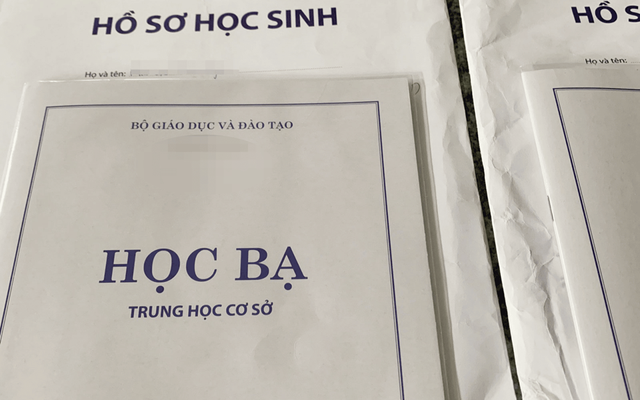 HỒ SƠ HỌC SINH
Họ và tên:
BỘ GIÁO DỤC VÀ ĐÀO TẠO
HỌC BẠ
TRUNG HỌC CƠ SỞ
HỒ S
Họ và tên: